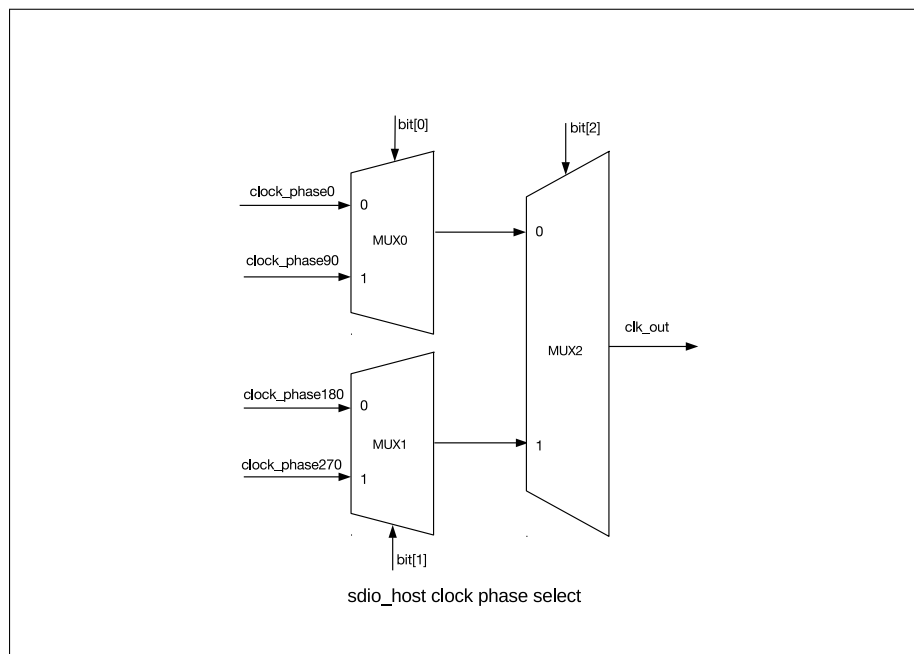 bit[0]
bit[2]
clock_phase0
0
0
MUX0
clock_phase90
1
clk_out
MUX2
clock_phase180
0
MUX1
1
clock_phase270
1
bit[1]
sdio_host clock phase select